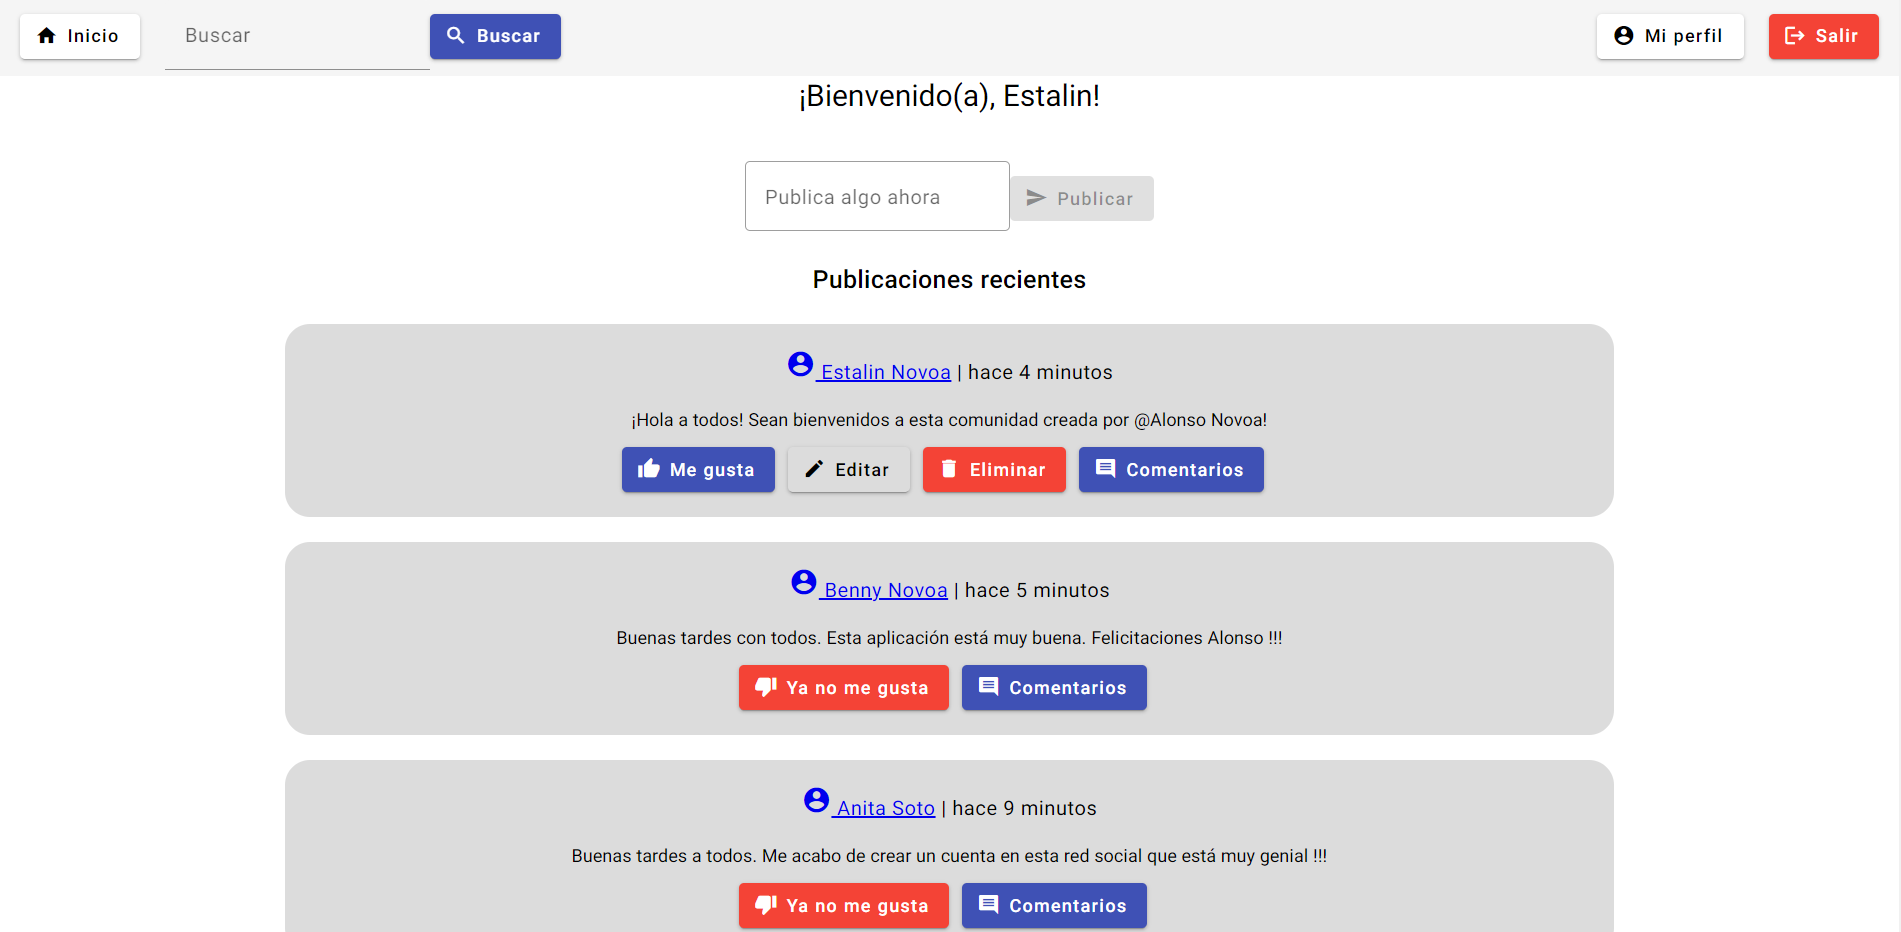 Inicio Buscar Buscar Mi perfil Salir
¡Bienvenido(a), Estalin!
Publica algo ahora Publicar
Publicaciones recientes
Estalin Novoa | hace 4 minutos
¡Hola a todos! Sean bienvenidos a esta comunidad creada por @Alonso Novoa!
Me gusta Editar Eliminar Comentarios
Benny Novoa | hace 5 minutos
Buenas tardes con todos. Esta aplicación está muy buena. Felicitaciones Alonso !!!
Ya no me gusta Comentarios
Anita Soto | hace 9 minutos
Buenas tardes a todos. Me acabo de crear un cuenta en esta red social que está muy genial !!!
Ya no me gusta Comentarios